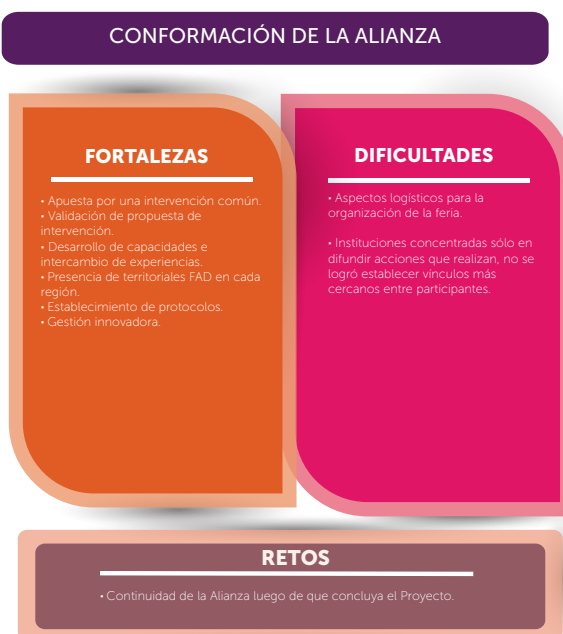 CONFORMACIÓN DE LA ALIANZA
FORTALEZAS
• Apuesta por una intervención común.
• Validación de propuesta de
intervención.
• Desarrollo de capacidades e
intercambio de experiencias.
• Presencia de territoriales FAD en cada
región.
• Establecimiento de protocolos.
• Gestión innovadora.
DIFICULTADES
• Aspectos logísticos para la
organización de la feria.
• Instituciones concentradas sólo en
difundir acciones que realizan, no se
logró establecer vínculos más
cercanos entre participantes.
RETOS
• Continuidad de la Alianza luego de que concluya el Proyecto.